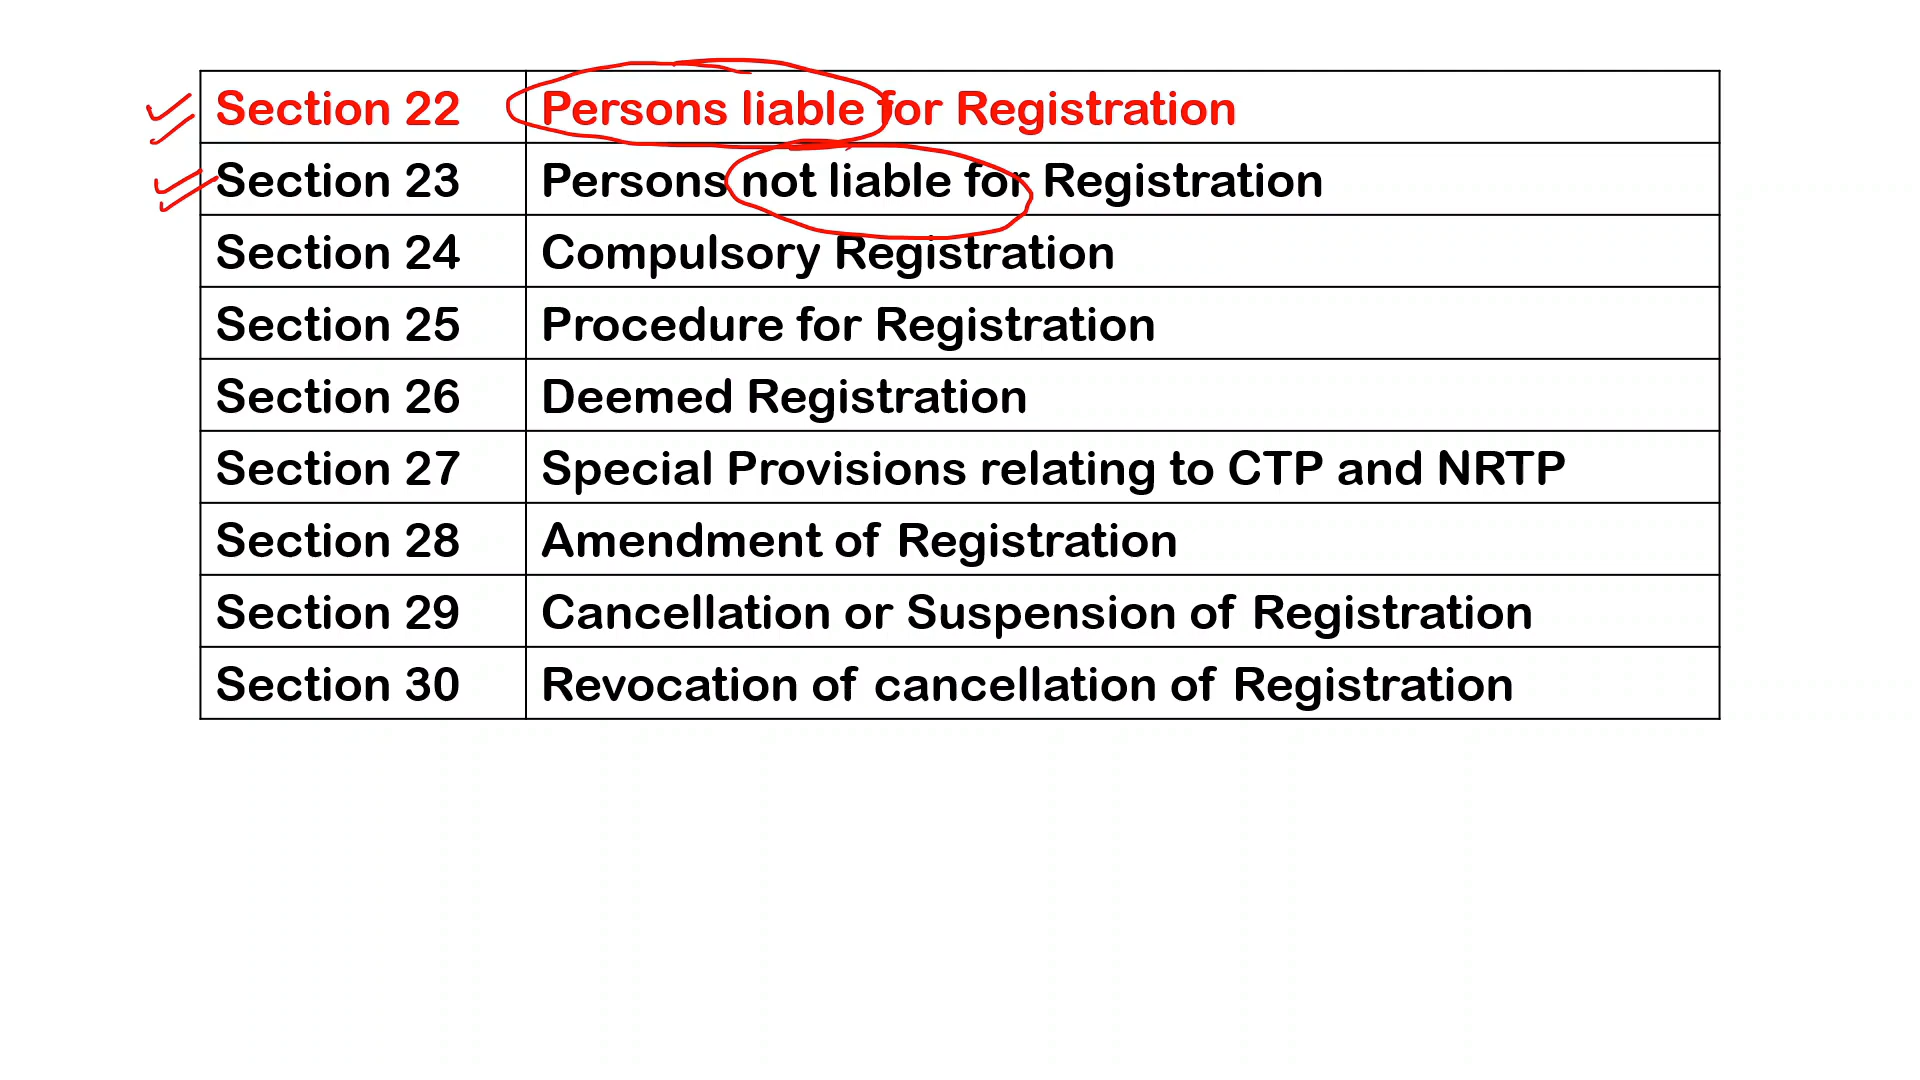 Section 22 Persons liable for Registration
Section 23 Persons not liable for Registration
Section 24 Compulsory Registration
Section 25 Procedure for Registration
Section 26 Deemed Registration
Section 27 Special Provisions relating to CTP and NRTP
Section 28 Amendment of Registration
Section 29 Cancellation or Suspension of Registration
Section 30 Revocation of cancellation of Registration